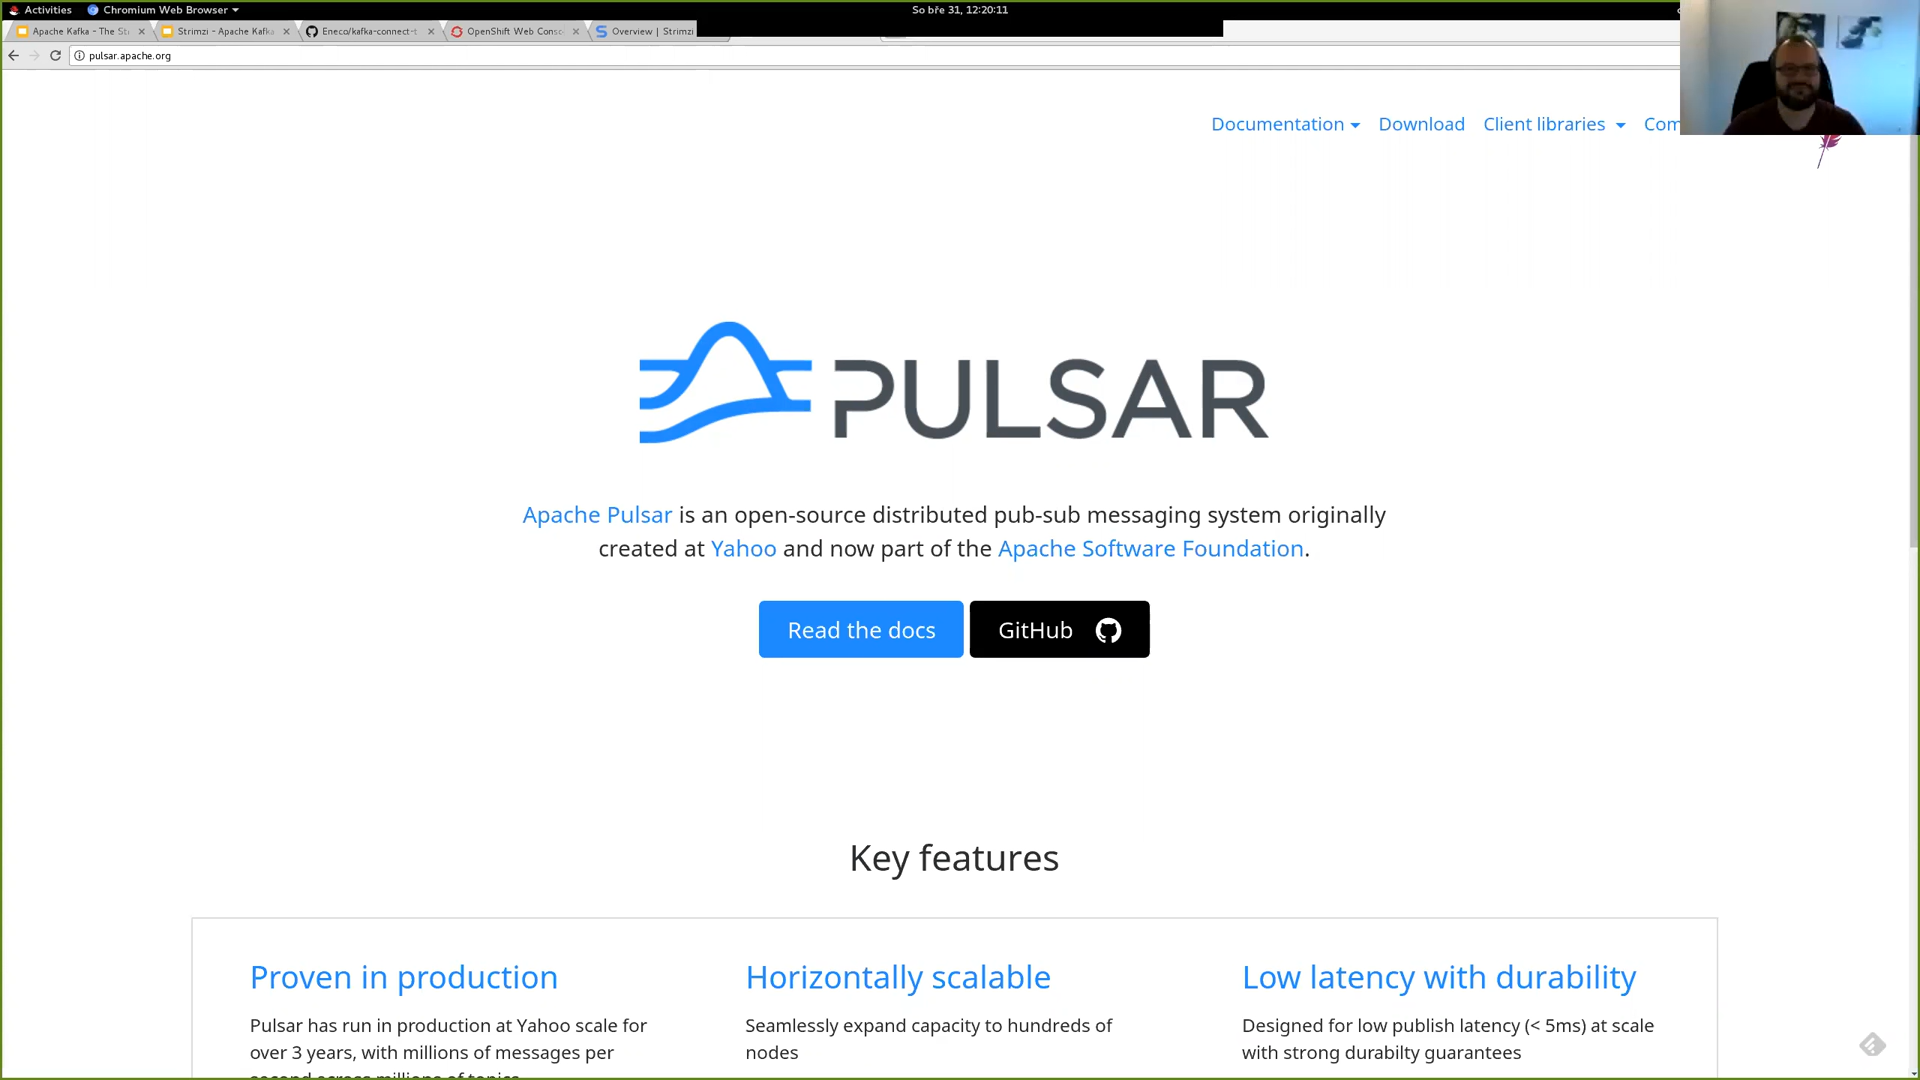 Activities Chromium Web Browser So bře 31, 12:20:11
Apache Kafka - The St Strimzi - Apache Kafka Eneco/kafka-connect-t OpenShift Web Conso Overview | Strimzi
pulsar.apache.org
Documentation Download Client libraries Com
PULSAR
Apache Pulsar is an open-source distributed pub-sub messaging system originally
created at Yahoo and now part of the Apache Software Foundation.
Read the docs GitHub
Key features
Proven in production Horizontally scalable Low latency with durability
Pulsar has run in production at Yahoo scale for Seamlessly expand capacity to hundreds of Designed for low publish latency (< 5ms) at scale
over 3 years, with millions of messages per nodes with strong durabilty guarantees
second across millions of topics